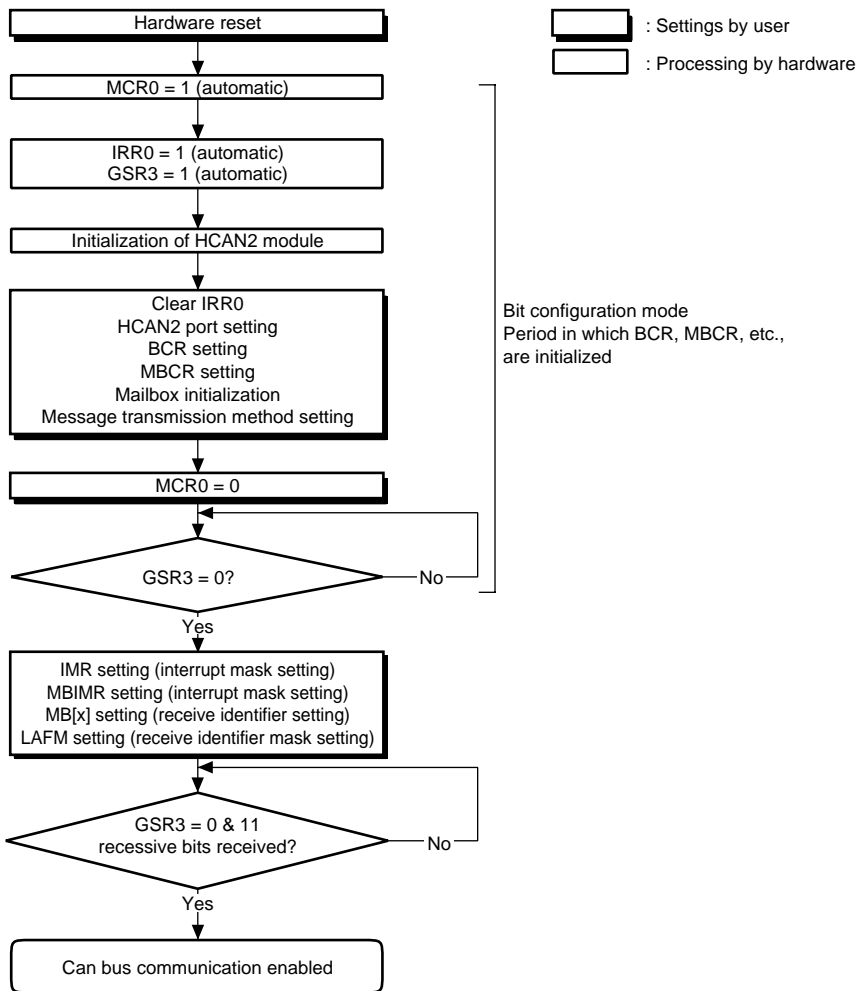 Hardware reset
: Settings by user
: Processing by hardware
MCR0 = 1 (automatic)
IRR0 = 1 (automatic)
GSR3 = 1 (automatic)
Initialization of HCAN2 module
Clear IRR0
HCAN2 port setting
BCR setting
MBCR setting
Mailbox initialization
Message transmission method setting
Bit configuration mode
Period in which BCR, MBCR, etc.,
are initialized
MCR0 = 0
GSR3 = 0?
No
Yes
IMR setting (interrupt mask setting)
MBIMR setting (interrupt mask setting)
MB[x] setting (receive identifier setting)
LAFM setting (receive identifier mask setting)
GSR3 = 0 & 11
recessive bits received?
No
Yes
Can bus communication enabled